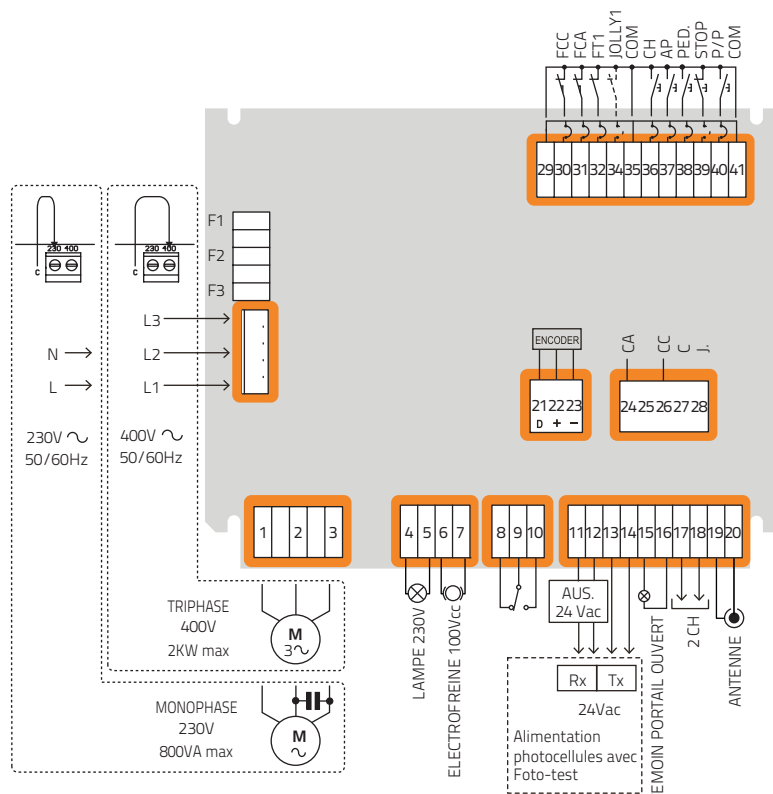 FCC
FCA
FT1
JOLLY1
COM
CH
AP
PED.
STOP
P/P
COM
29 30 31 32 34 35 36 37 38 39 40 41
230 400
C
230 400
C
F1
F2
F3
L3
N L2
L L1
230V
50/60Hz
400V
50/60Hz
ENCODER
21 22 23
D + −
CA
CC
C
J.
24 25 26 27 28
1 2 3
4 5 6 7
8 9 10
11 12 13 14 15 16 17 18 19 20
TRIPHASE
400V
2KW max
M
3
MONOPHASE
230V
800VA max
M
LAMPE 230V
ELECTROFREINE 100Vcc
AUS.
24 Vac
Rx Tx
24Vac
Alimentation
photocellules avec
Foto-test
EMOIN PORTAIL OUVERT
2 CH
ANTENNE